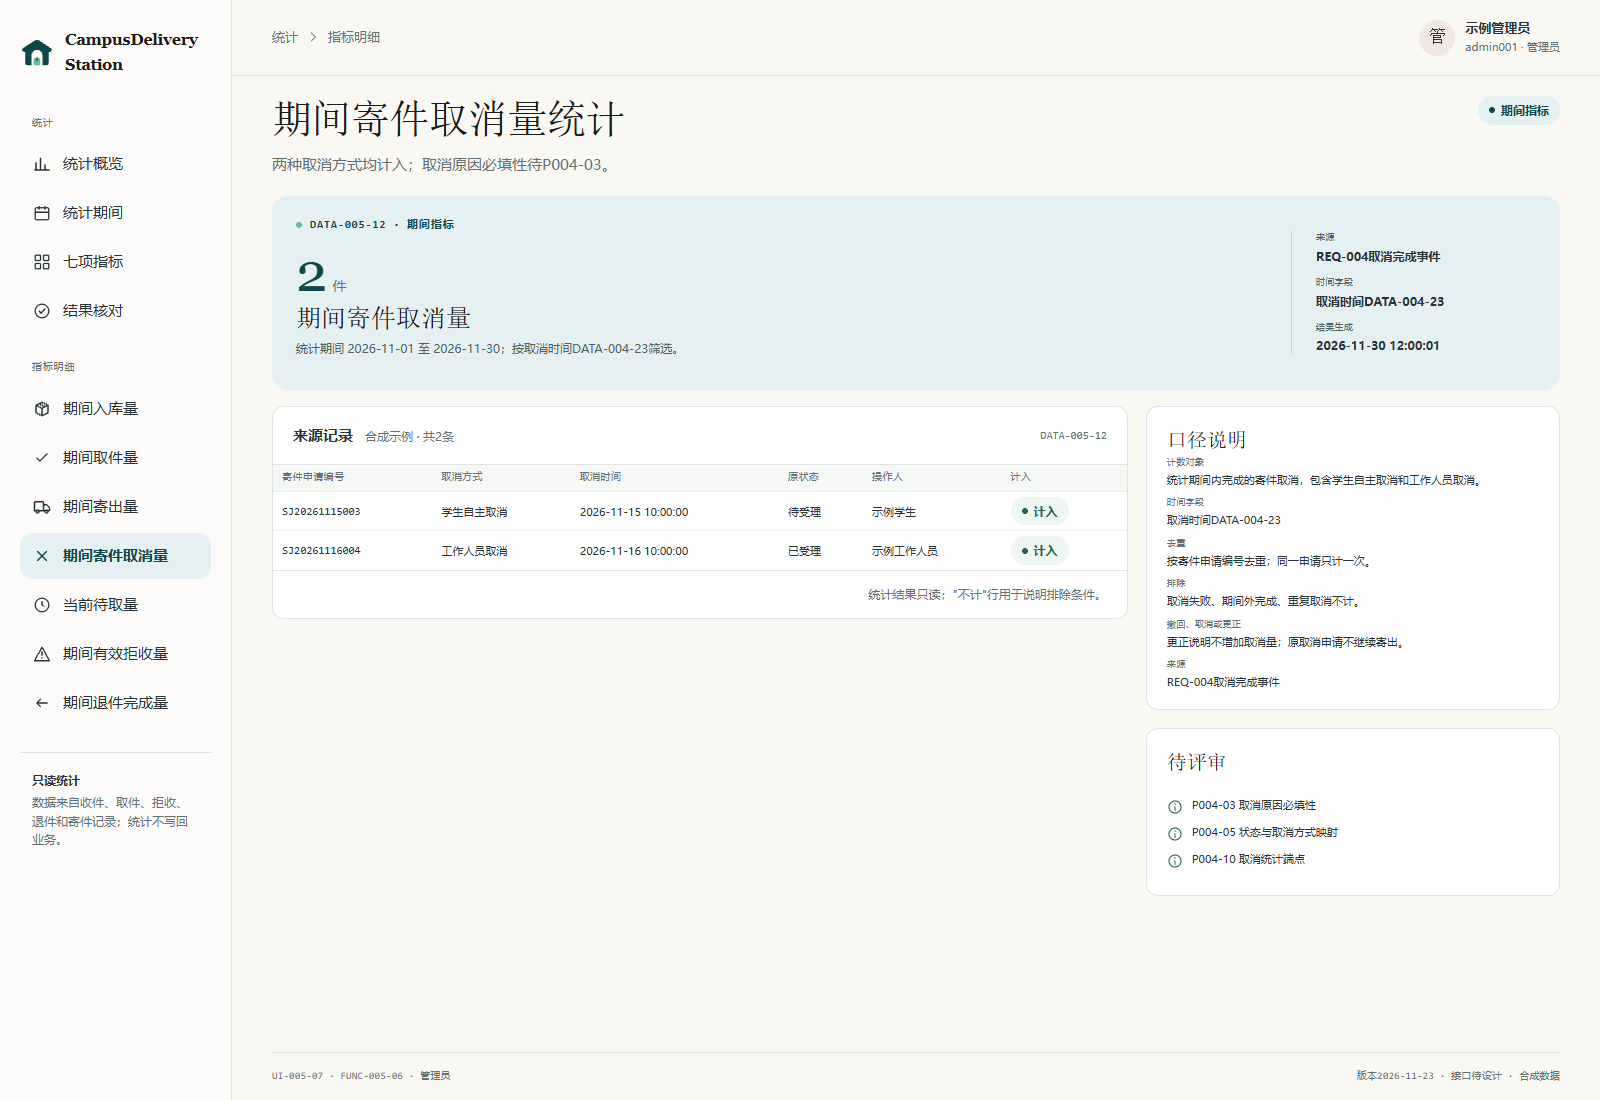 CampusDelivery
Station
统计
统计概览
统计期间
七项指标
结果核对
指标明细
期间入库量
期间取件量
期间寄出量
期间寄件取消量
当前待取量
期间有效拒收量
期间退件完成量
只读统计
数据来自收件、取件、拒收、
退件和寄件记录；统计不写回
业务。
统计 > 指标明细
管
示例管理员
admin001 · 管理员
期间寄件取消量统计
期间指标
两种取消方式均计入；取消原因必填性待P004-03。
DATA-005-12 · 期间指标
2 件
期间寄件取消量
统计期间 2026-11-01 至 2026-11-30；按取消时间DATA-004-23筛选。
来源
REQ-004取消完成事件
时间字段
取消时间DATA-004-23
结果生成
2026-11-30 12:00:01
来源记录 合成示例 · 共2条 DATA-005-12
寄件申请编号 取消方式 取消时间 原状态 操作人 计入
SJ20261115003 学生自主取消 2026-11-15 10:00:00 待受理 示例学生 计入
SJ20261116004 工作人员取消 2026-11-16 10:00:00 已受理 示例工作人员 计入
统计结果只读；"不计"行用于说明排除条件。
口径说明
计数对象
统计期间内完成的寄件取消，包含学生自主取消和工作人员取消。
时间字段
取消时间DATA-004-23
去重
按寄件申请编号去重；同一申请只计一次。
排除
取消失败、期间外完成、重复取消不计。
撤回、取消或更正
更正说明不增加取消量；原取消申请不继续寄出。
来源
REQ-004取消完成事件
待评审
P004-03 取消原因必填性
P004-05 状态与取消方式映射
P004-10 取消统计端点
UI-005-07 · FUNC-005-06 · 管理员
版本2026-11-23 · 接口待设计 · 合成数据